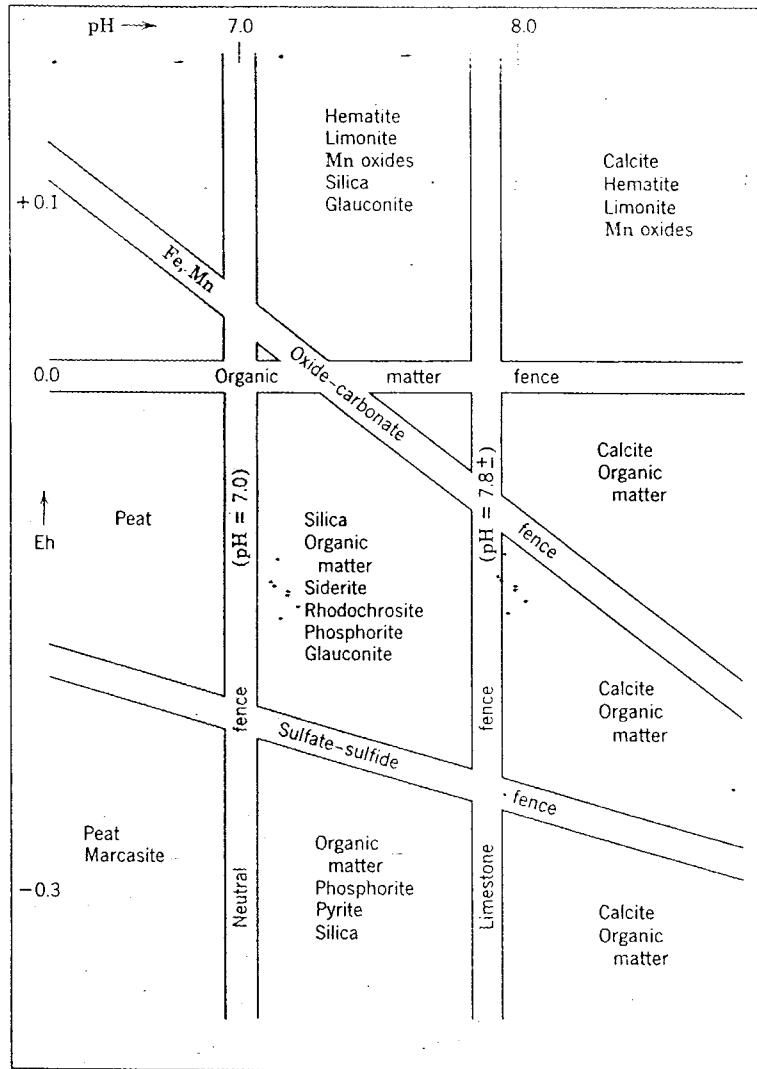 pH →
7.0
8.0
Hematite
Limonite
Mn oxides
Silica
Glauconite
Calcite
Hematite
Limonite
Mn oxides
+0.1
Fe, Mn
Oxide-carbonate
fence
0.0
Organic matter fence
Calcite
Organic
matter
(pH = 7.0)
(pH = 7.8±)
↑
Eh
Peat
Silica
Organic
matter
Siderite
Rhodochrosite
Phosphorite
Glauconite
Calcite
Organic
matter
fence
fence
Sulfate-sulfide
fence
Peat
Marcasite
Organic
matter
Phosphorite
Pyrite
Silica
-0.3
Neutral
Limestone
Calcite
Organic
matter